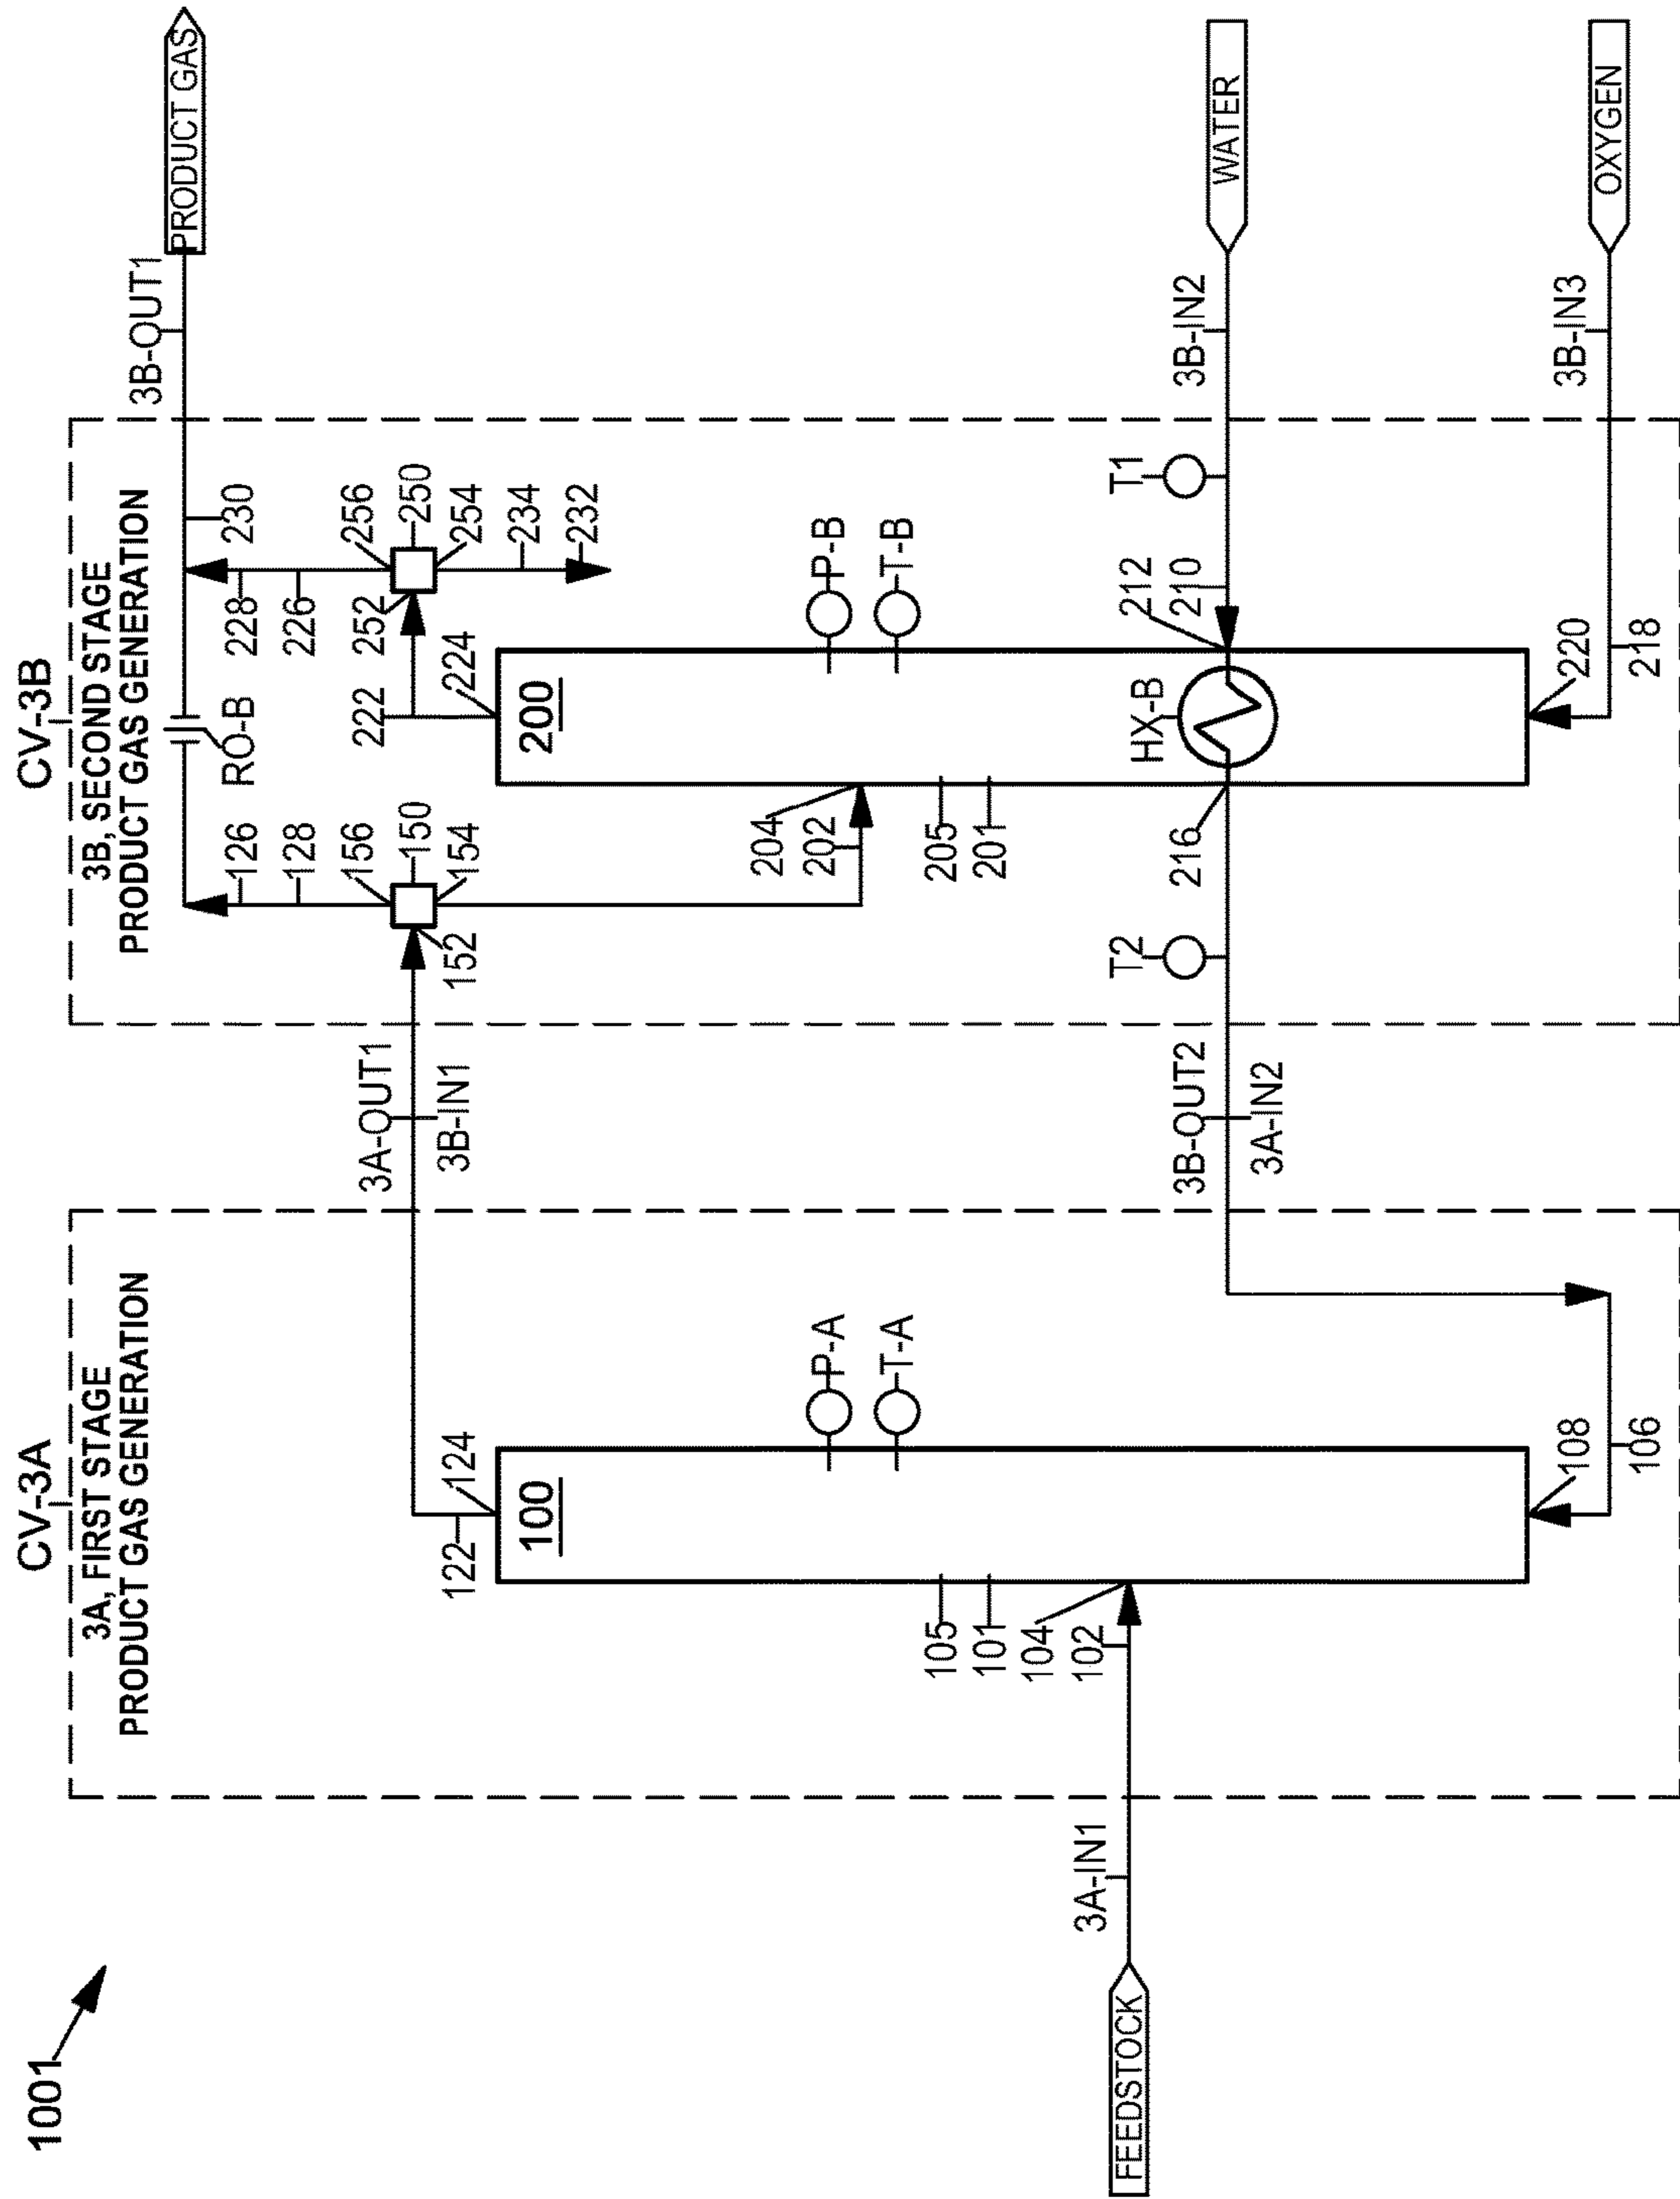 1001
CV-3A
3A, FIRST STAGE
PRODUCT GAS GENERATION
CV-3B
3B, SECOND STAGE
PRODUCT GAS GENERATION
FEEDSTOCK
3A-IN1
102
104
101
105
100
122
124
P-A
T-A
108
106
3A-OUT1
3B-IN1
3B-OUT2
3A-IN2
152
154
150
156
128
126
RO-B
T2
216
202
204
205
201
200
222
224
252
226
228
230
256
250
254
234
232
P-B
T-B
HX-B
212
210
T1
220
218
3B-OUT1
PRODUCT GAS
3B-IN2
WATER
3B-IN3
OXYGEN